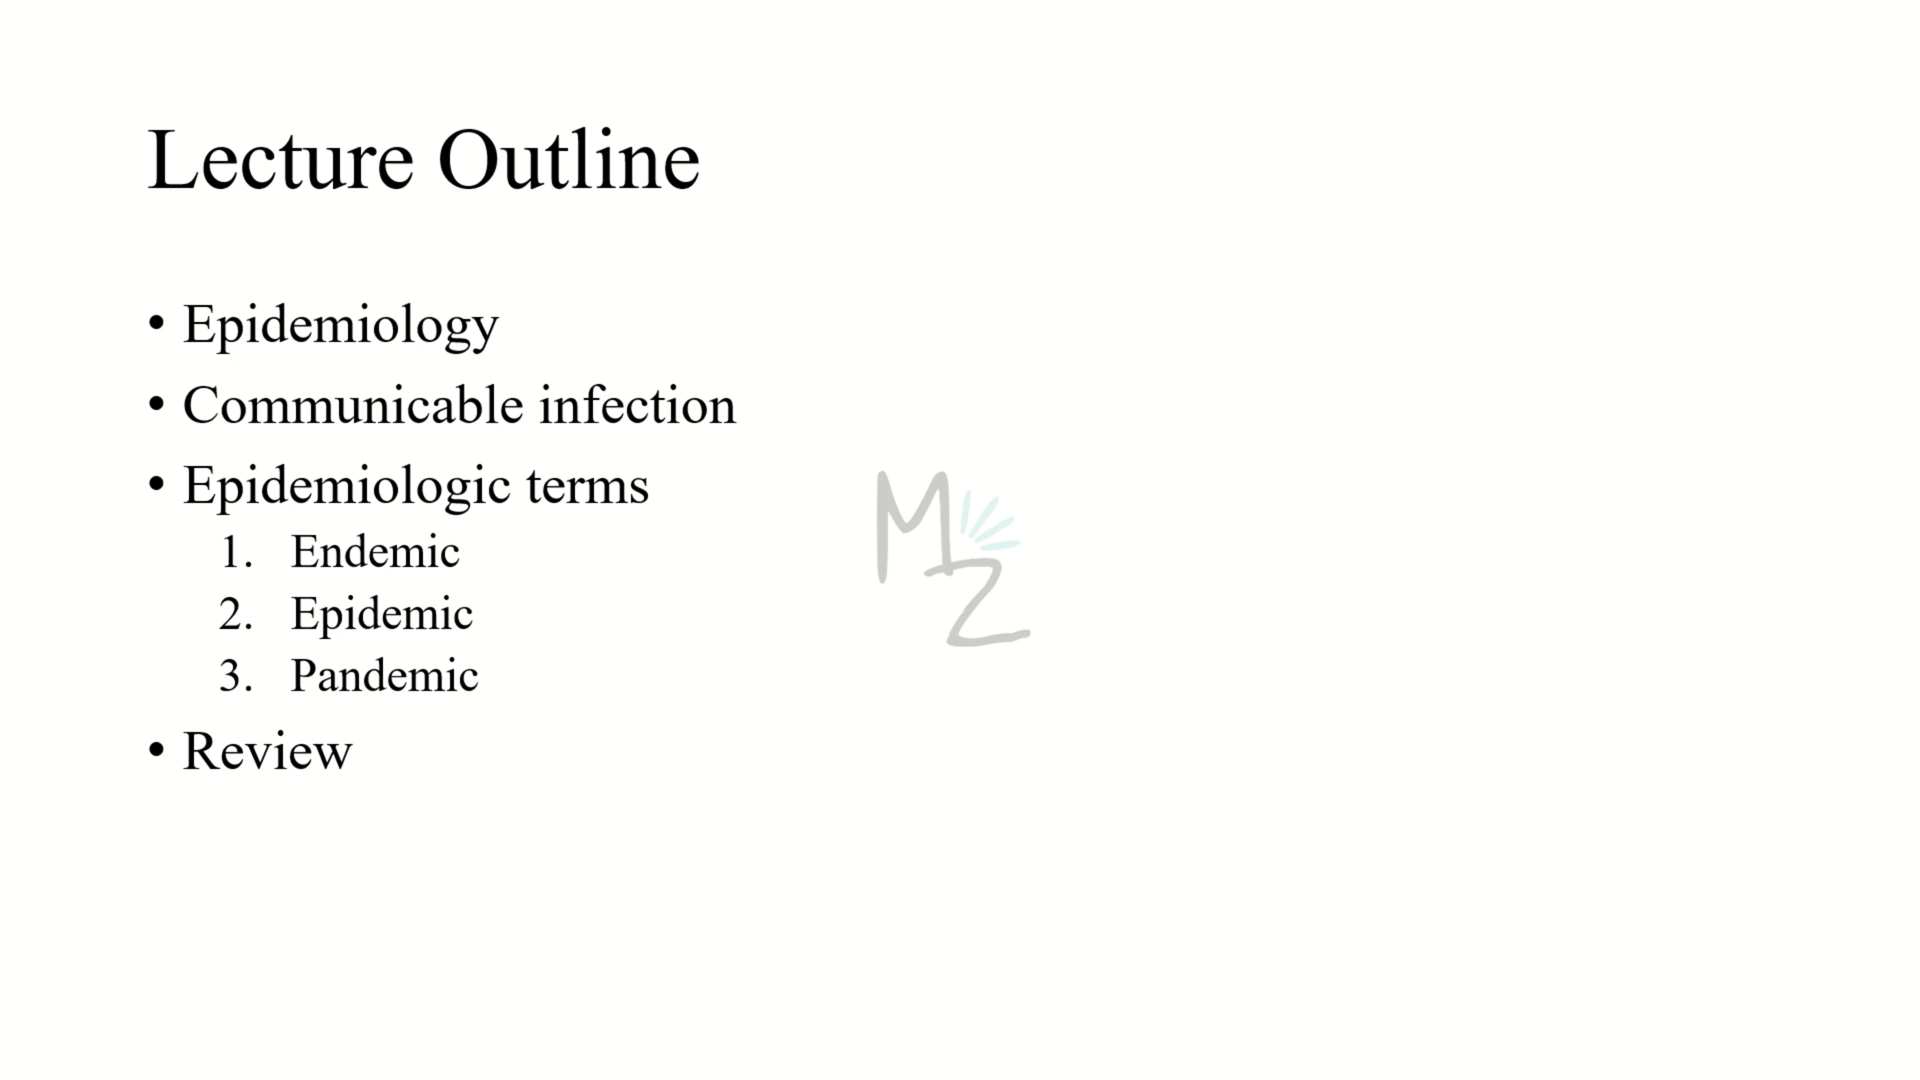 Lecture Outline
• Epidemiology
• Communicable infection
• Epidemiologic terms
1. Endemic
2. Epidemic
3. Pandemic
• Review
MZ